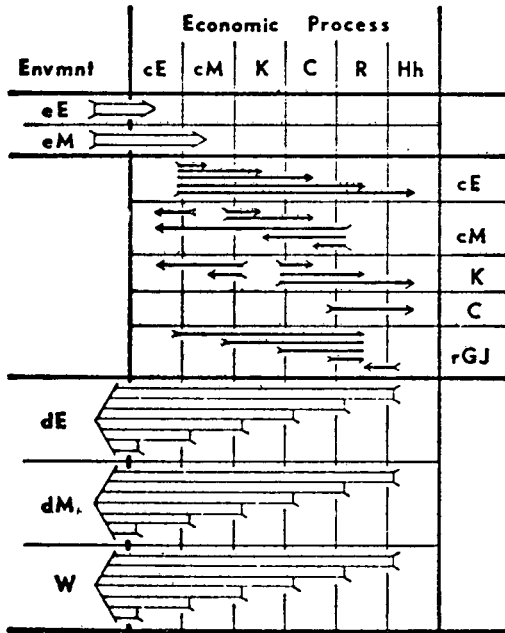 Economic Process
Envmnt cE cM K C R Hh
eE
eM
cE
cM
K
C
rGJ
dE
dM
W